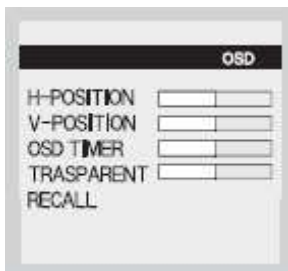 OSD
H-POSITION
V-POSITION
OSD TIMER
TRASPARENT
RECALL